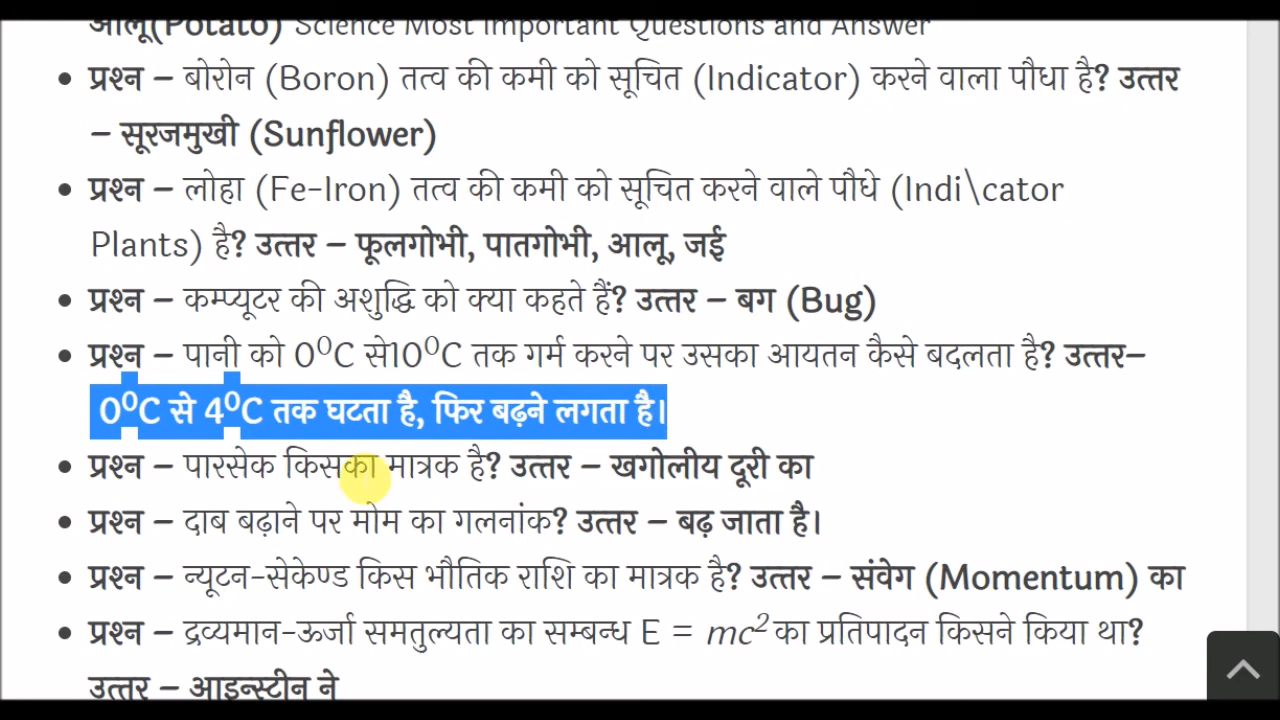 आलू(Potato) Science Most Important Questions and Answer
• प्रश्न – बोरोन (Boron) तत्व की कमी को सूचित (Indicator) करने वाला पौधा है? उत्तर
– सूरजमुखी (Sunflower)
• प्रश्न – लोहा (Fe-Iron) तत्व की कमी को सूचित करने वाले पौधे (Indi\cator
Plants) है? उत्तर – फूलगोभी, पातगोभी, आलू, जई
• प्रश्न – कम्प्यूटर की अशुद्धि को क्या कहते हैं? उत्तर – बग (Bug)
• प्रश्न – पानी को 0⁰C से10⁰C तक गर्म करने पर उसका आयतन कैसे बदलता है? उत्तर–
0⁰C से 4⁰C तक घटता है, फिर बढ़ने लगता है।
• प्रश्न – पारसेक किसका मात्रक है? उत्तर – खगोलीय दूरी का
• प्रश्न – दाब बढ़ाने पर मोम का गलनांक? उत्तर – बढ़ जाता है।
• प्रश्न – न्यूटन-सेकेण्ड किस भौतिक राशि का मात्रक है? उत्तर – संवेग (Momentum) का
• प्रश्न – द्रव्यमान-ऊर्जा समतुल्यता का सम्बन्ध E = mc² का प्रतिपादन किसने किया था?
उत्तर – आइन्स्टीन ने